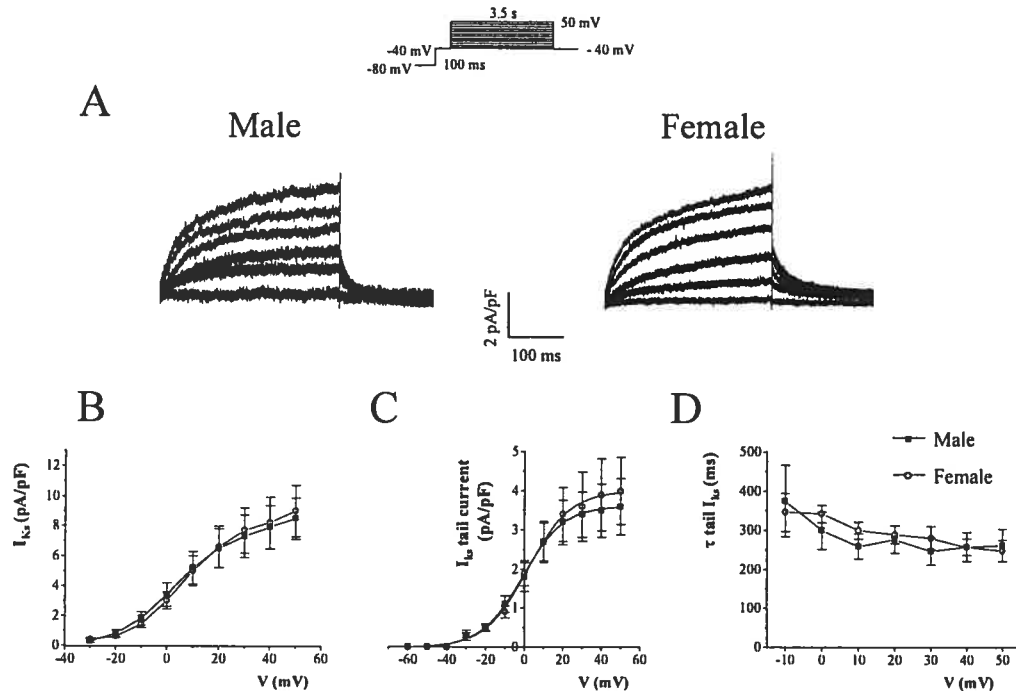 3.5 s
50 mV
-40 mV
- 40 mV
-80 mV
100 ms
A
Male
Female
2 pA/pF
100 ms
B
C
D
Male
Female
I_Ks (pA/pF)
12
10
8
6
4
2
0
-40 -20 0 20 40 60
V (mV)
I_ks tail current
(pA/pF)
5
4
3
2
1
0
-60 -40 -20 0 20 40 60
V (mV)
τ tail I_ks (ms)
500
400
300
200
100
0
-10 0 10 20 30 40 50
V (mV)